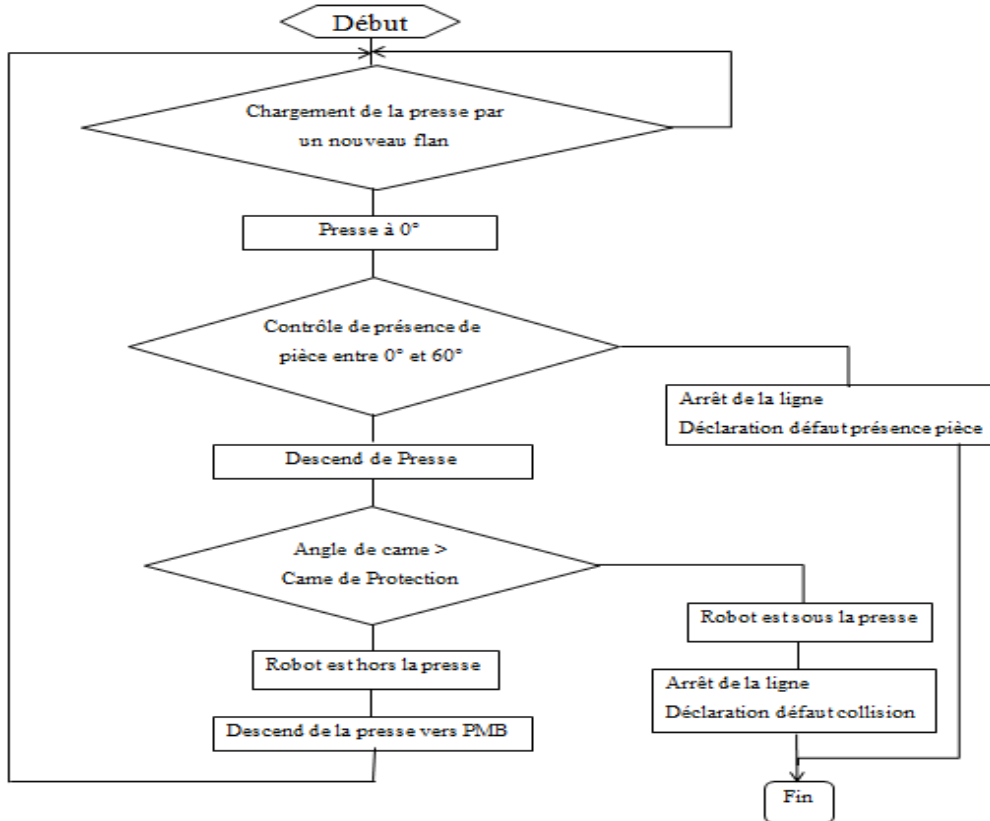 Début
Chargement de la presse par
un nouveau flan
Presse à 0°
Contrôle de présence de
pièce entre 0° et 60°
Arrêt de la ligne
Déclaration défaut présence pièce
Descend de Presse
Angle de came >
Came de Protection
Robot est sous la presse
Robot est hors la presse
Arrêt de la ligne
Déclaration défaut collision
Descend de la presse vers PMB
Fin